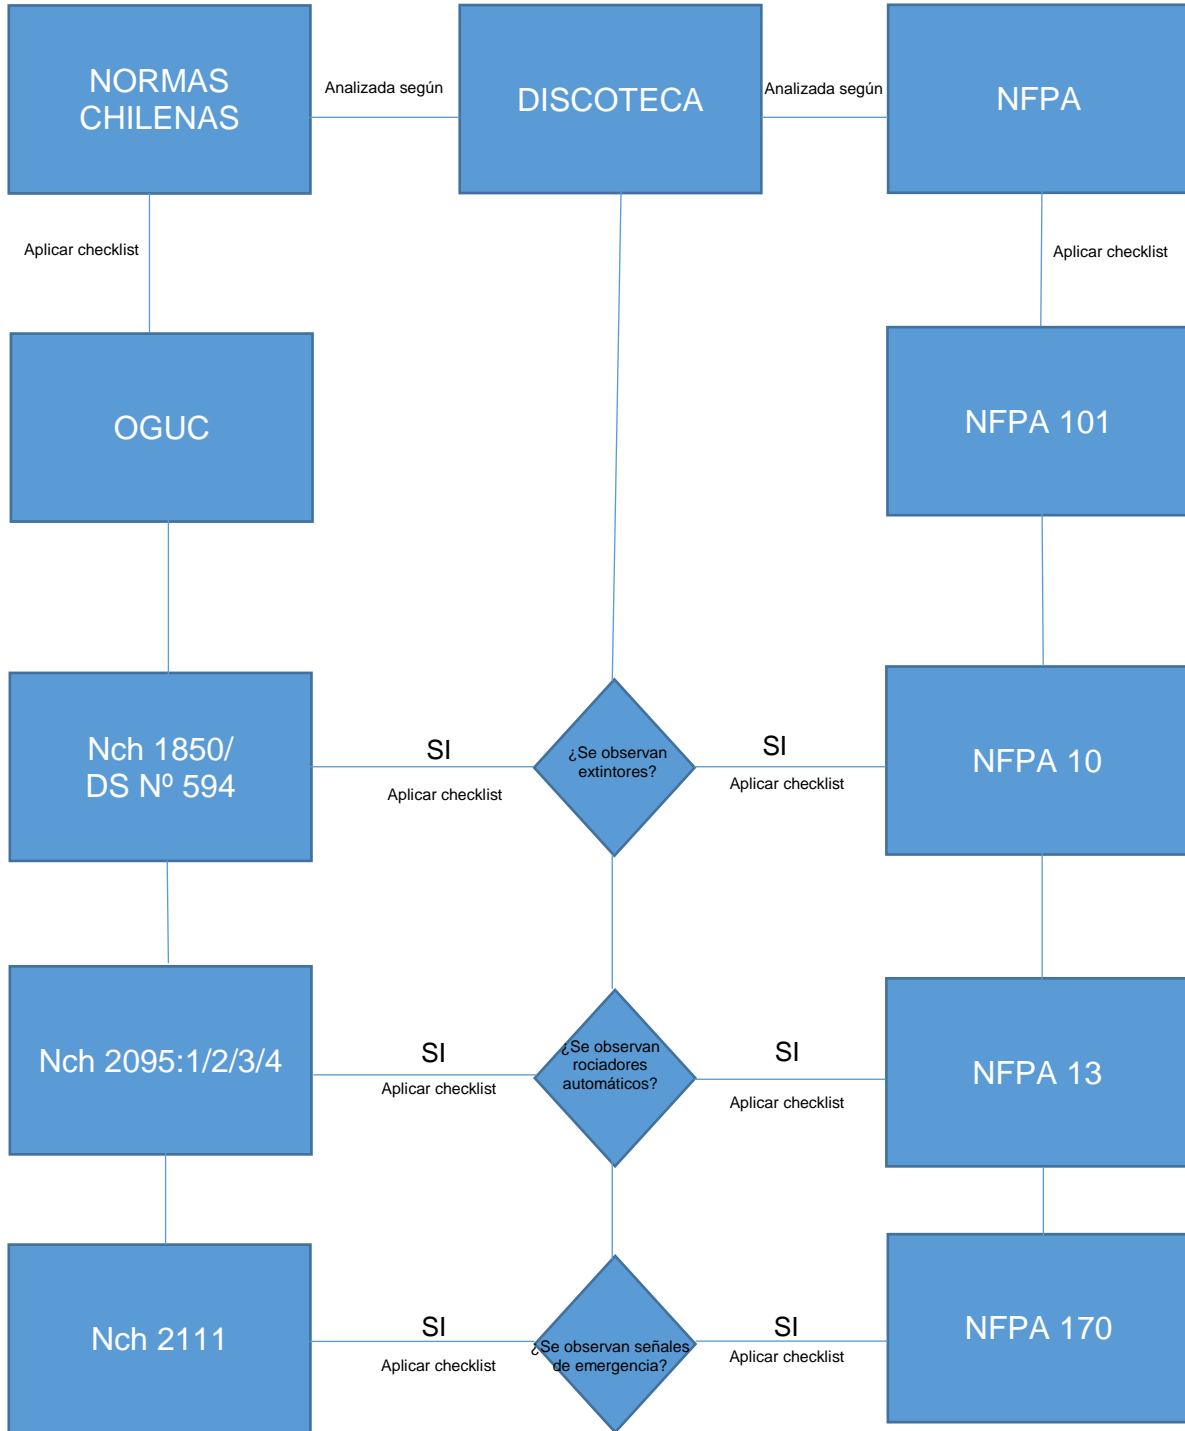 NORMAS
CHILENAS
Analizada según
DISCOTECA
Analizada según
NFPA
Aplicar checklist
Aplicar checklist
OGUC
NFPA 101
Nch 1850/
DS Nº 594
SI
Aplicar checklist
¿Se observan
extintores?
SI
Aplicar checklist
NFPA 10
Nch 2095:1/2/3/4
SI
Aplicar checklist
¿Se observan
rociadores
automáticos?
SI
Aplicar checklist
NFPA 13
Nch 2111
SI
Aplicar checklist
¿Se observan señales
de emergencia?
SI
Aplicar checklist
NFPA 170